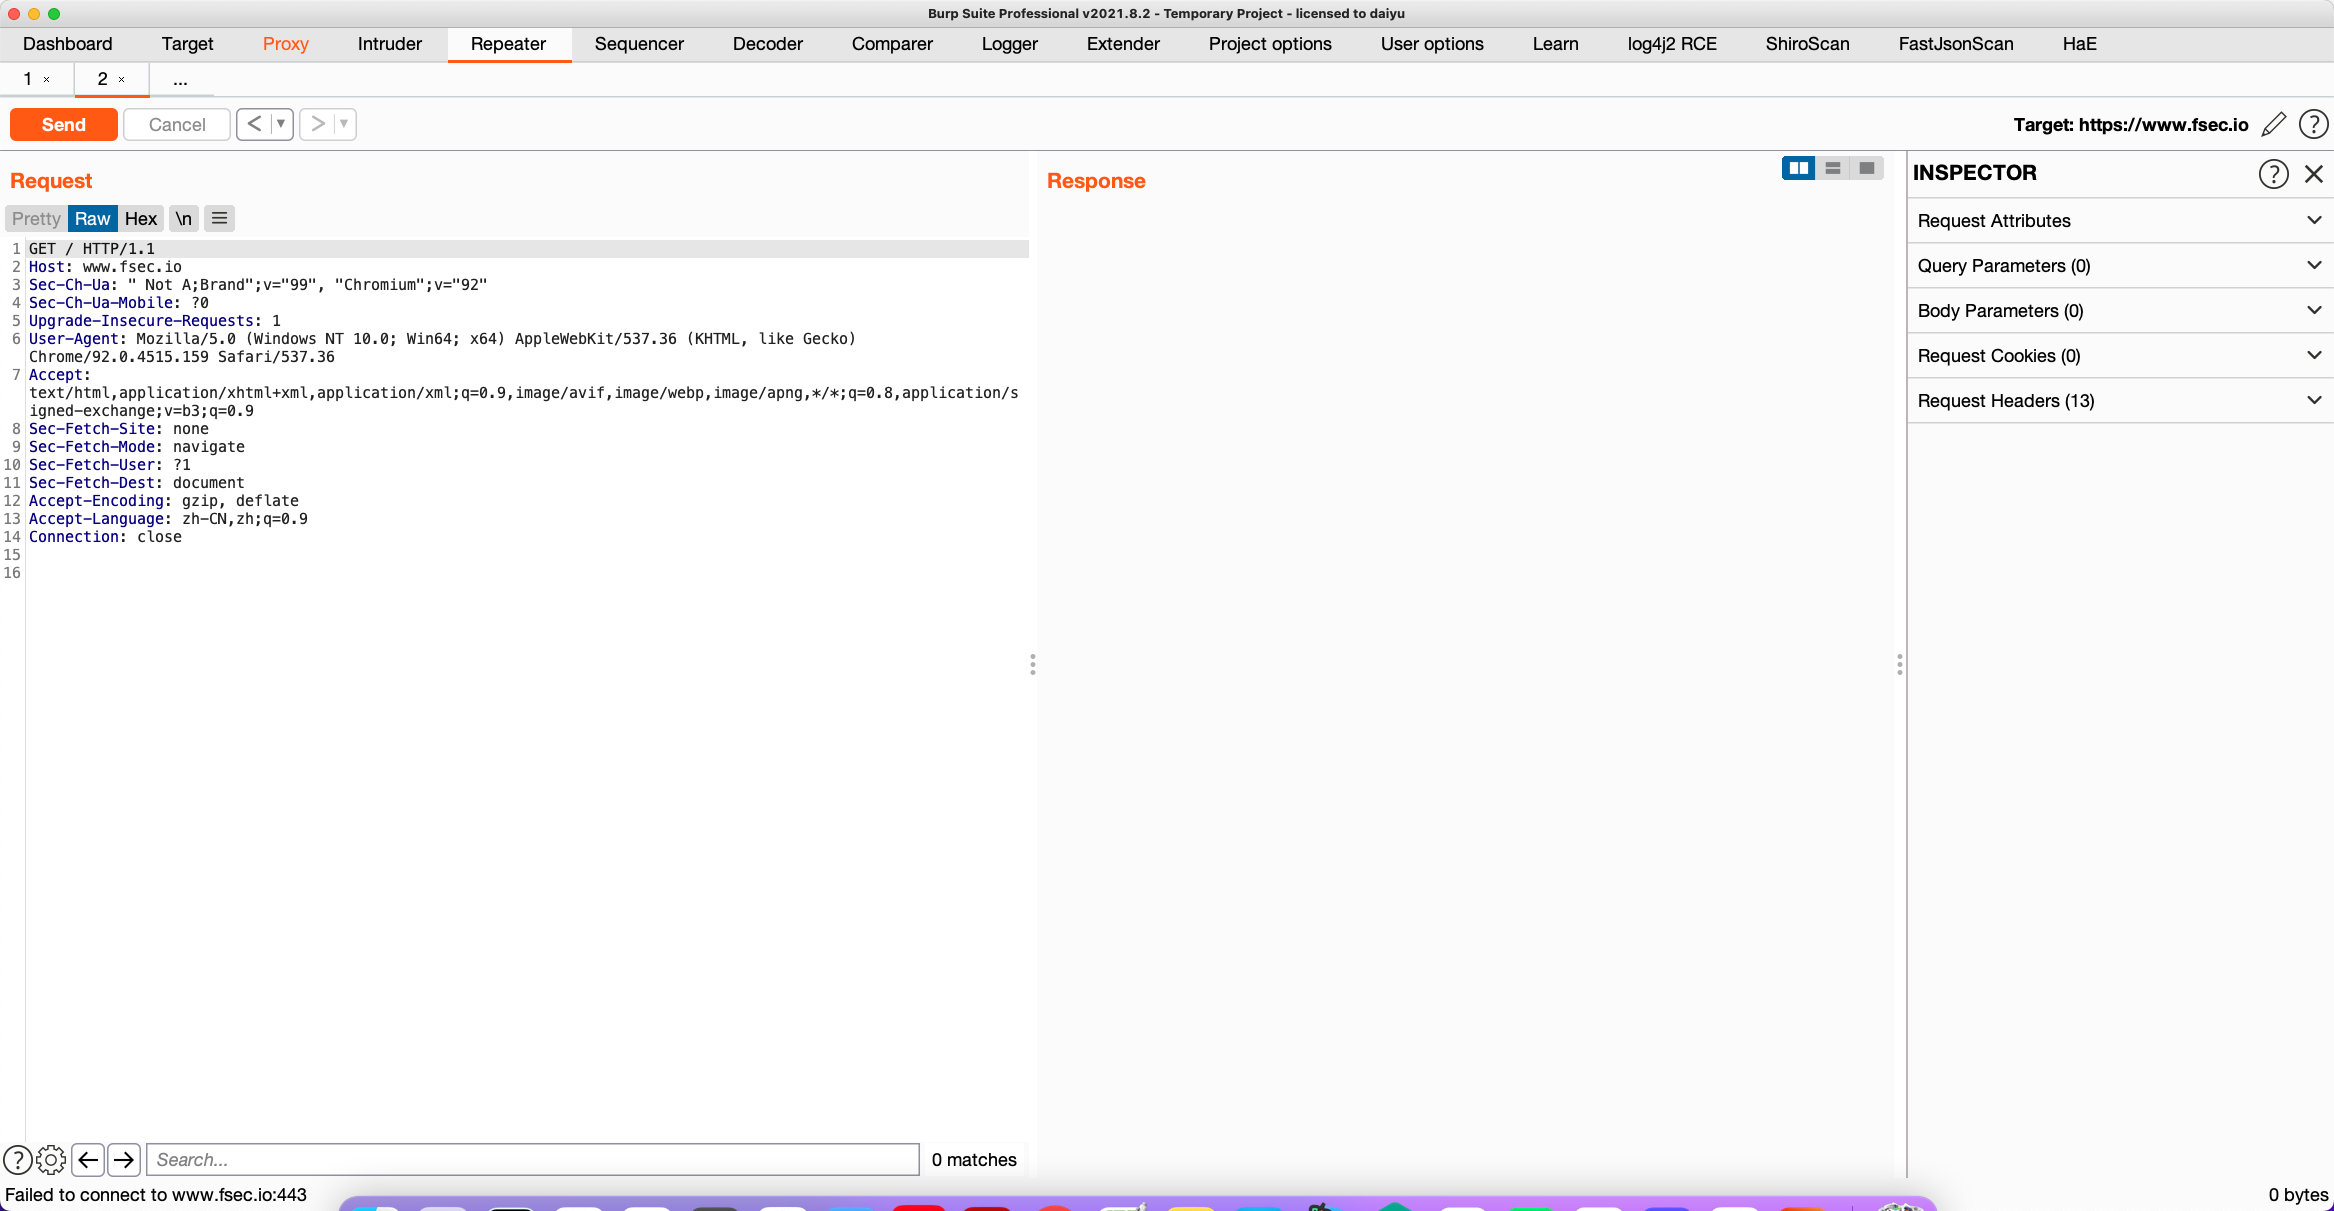 Burp Suite Professional v2021.8.2 - Temporary Project - licensed to daiyu
Dashboard Target Proxy Intruder Repeater Sequencer Decoder Comparer Logger Extender Project options User options Learn log4j2 RCE ShiroScan FastJsonScan HaE
1 × 2 × ...
Send Cancel < ▼ > ▼ Target: https://www.fsec.io ?
Request
Pretty Raw Hex \n ≡
1 GET / HTTP/1.1
2 Host: www.fsec.io
3 Sec-Ch-Ua: " Not A;Brand";v="99", "Chromium";v="92"
4 Sec-Ch-Ua-Mobile: ?0
5 Upgrade-Insecure-Requests: 1
6 User-Agent: Mozilla/5.0 (Windows NT 10.0; Win64; x64) AppleWebKit/537.36 (KHTML, like Gecko)
Chrome/92.0.4515.159 Safari/537.36
7 Accept:
text/html,application/xhtml+xml,application/xml;q=0.9,image/avif,image/webp,image/apng,*/*;q=0.8,application/s
igned-exchange;v=b3;q=0.9
8 Sec-Fetch-Site: none
9 Sec-Fetch-Mode: navigate
10 Sec-Fetch-User: ?1
11 Sec-Fetch-Dest: document
12 Accept-Encoding: gzip, deflate
13 Accept-Language: zh-CN,zh;q=0.9
14 Connection: close
15
16
? Search... 0 matches
Response
INSPECTOR ?
Request Attributes
Query Parameters (0)
Body Parameters (0)
Request Cookies (0)
Request Headers (13)
Failed to connect to www.fsec.io:443
0 bytes